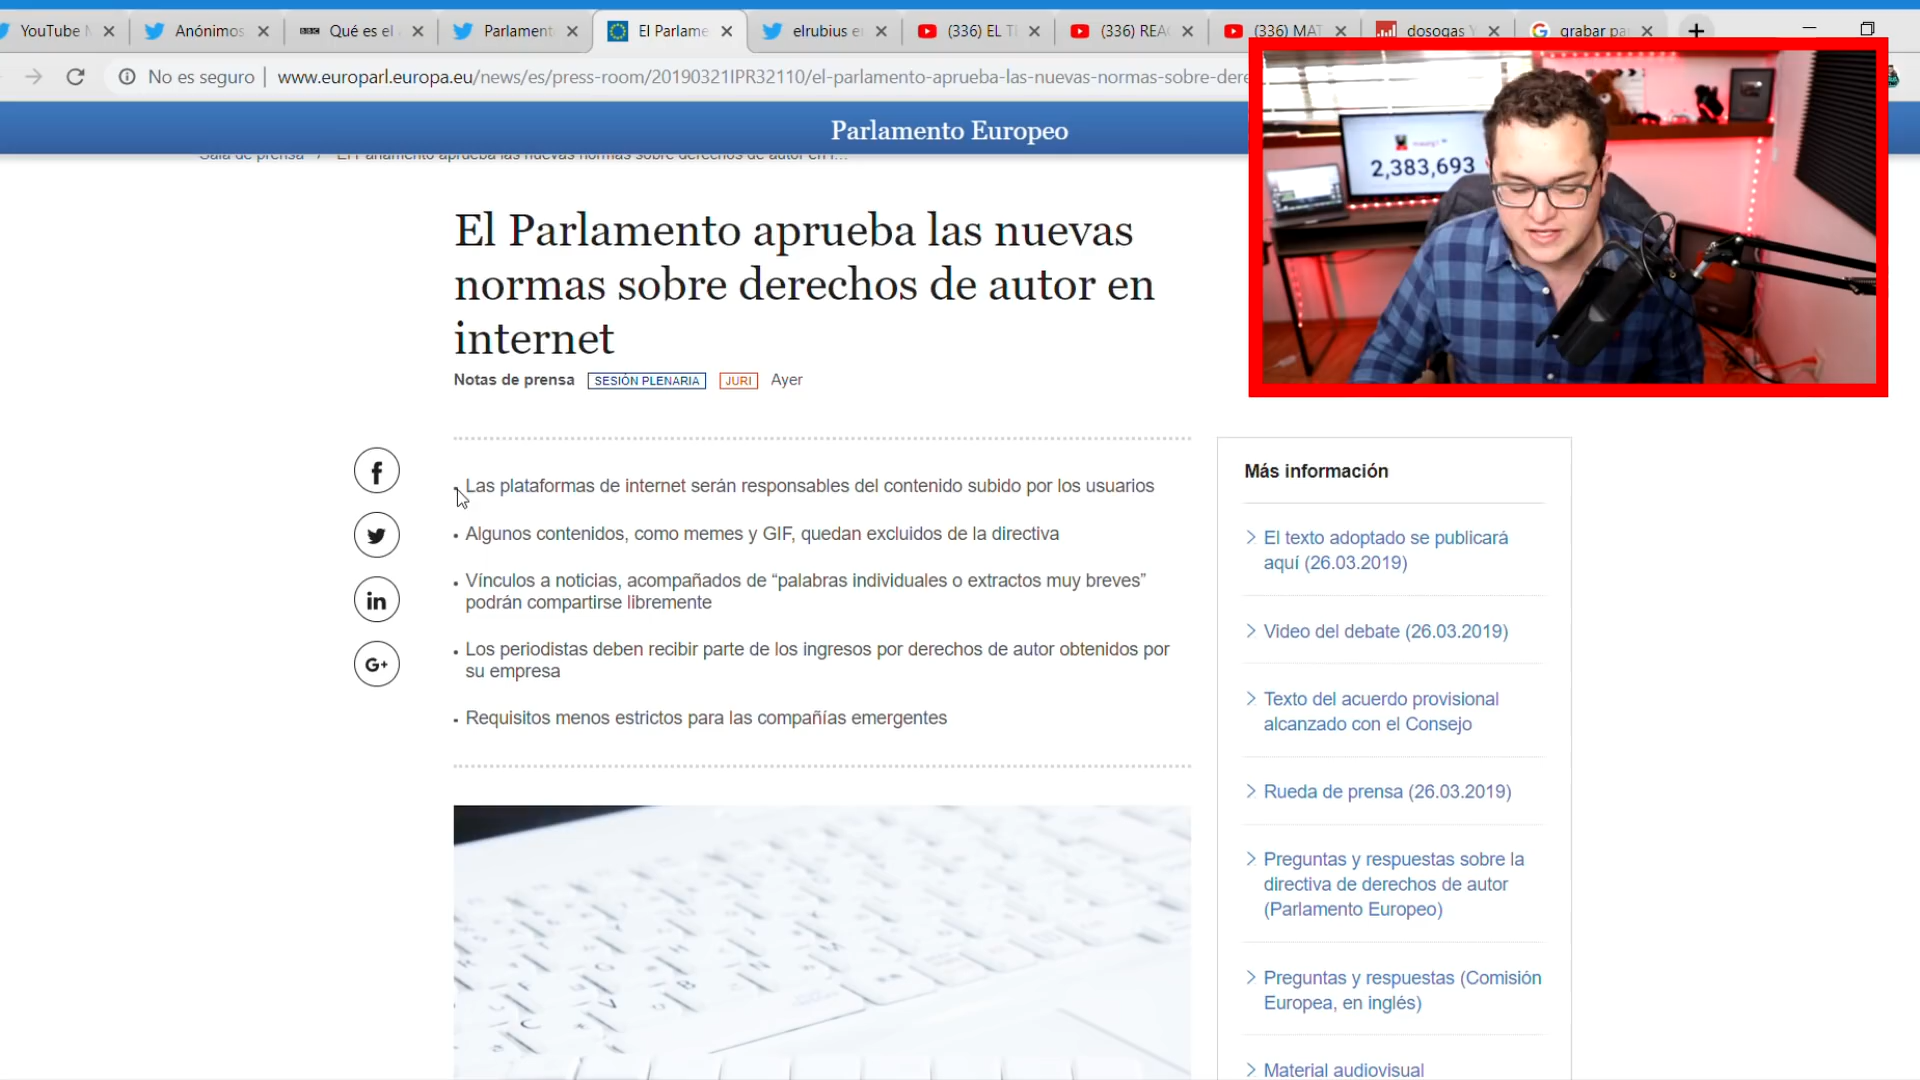 YouTube
Anónimos
BBC Qué es el
Parlament
El Parlame
elrubius e
(336) EL T
(336) REA
(336) MA
dosogas Y
grabar pa
No es seguro | www.europarl.europa.eu/news/es/press-room/20190321IPR32110/el-parlamento-aprueba-las-nuevas-normas-sobre-dere
Parlamento Europeo
Sala de prensa / El Parlamento aprueba las nuevas normas sobre derechos de autor en i...
2,383,693
El Parlamento aprueba las nuevas
normas sobre derechos de autor en
internet
Notas de prensa SESIÓN PLENARIA JURI Ayer
Las plataformas de internet serán responsables del contenido subido por los usuarios
Algunos contenidos, como memes y GIF, quedan excluidos de la directiva
Vínculos a noticias, acompañados de “palabras individuales o extractos muy breves”
podrán compartirse libremente
Los periodistas deben recibir parte de los ingresos por derechos de autor obtenidos por
su empresa
Requisitos menos estrictos para las compañías emergentes
Más información
El texto adoptado se publicará
aquí (26.03.2019)
Video del debate (26.03.2019)
Texto del acuerdo provisional
alcanzado con el Consejo
Rueda de prensa (26.03.2019)
Preguntas y respuestas sobre la
directiva de derechos de autor
(Parlamento Europeo)
Preguntas y respuestas (Comisión
Europea, en inglés)
Material audiovisual